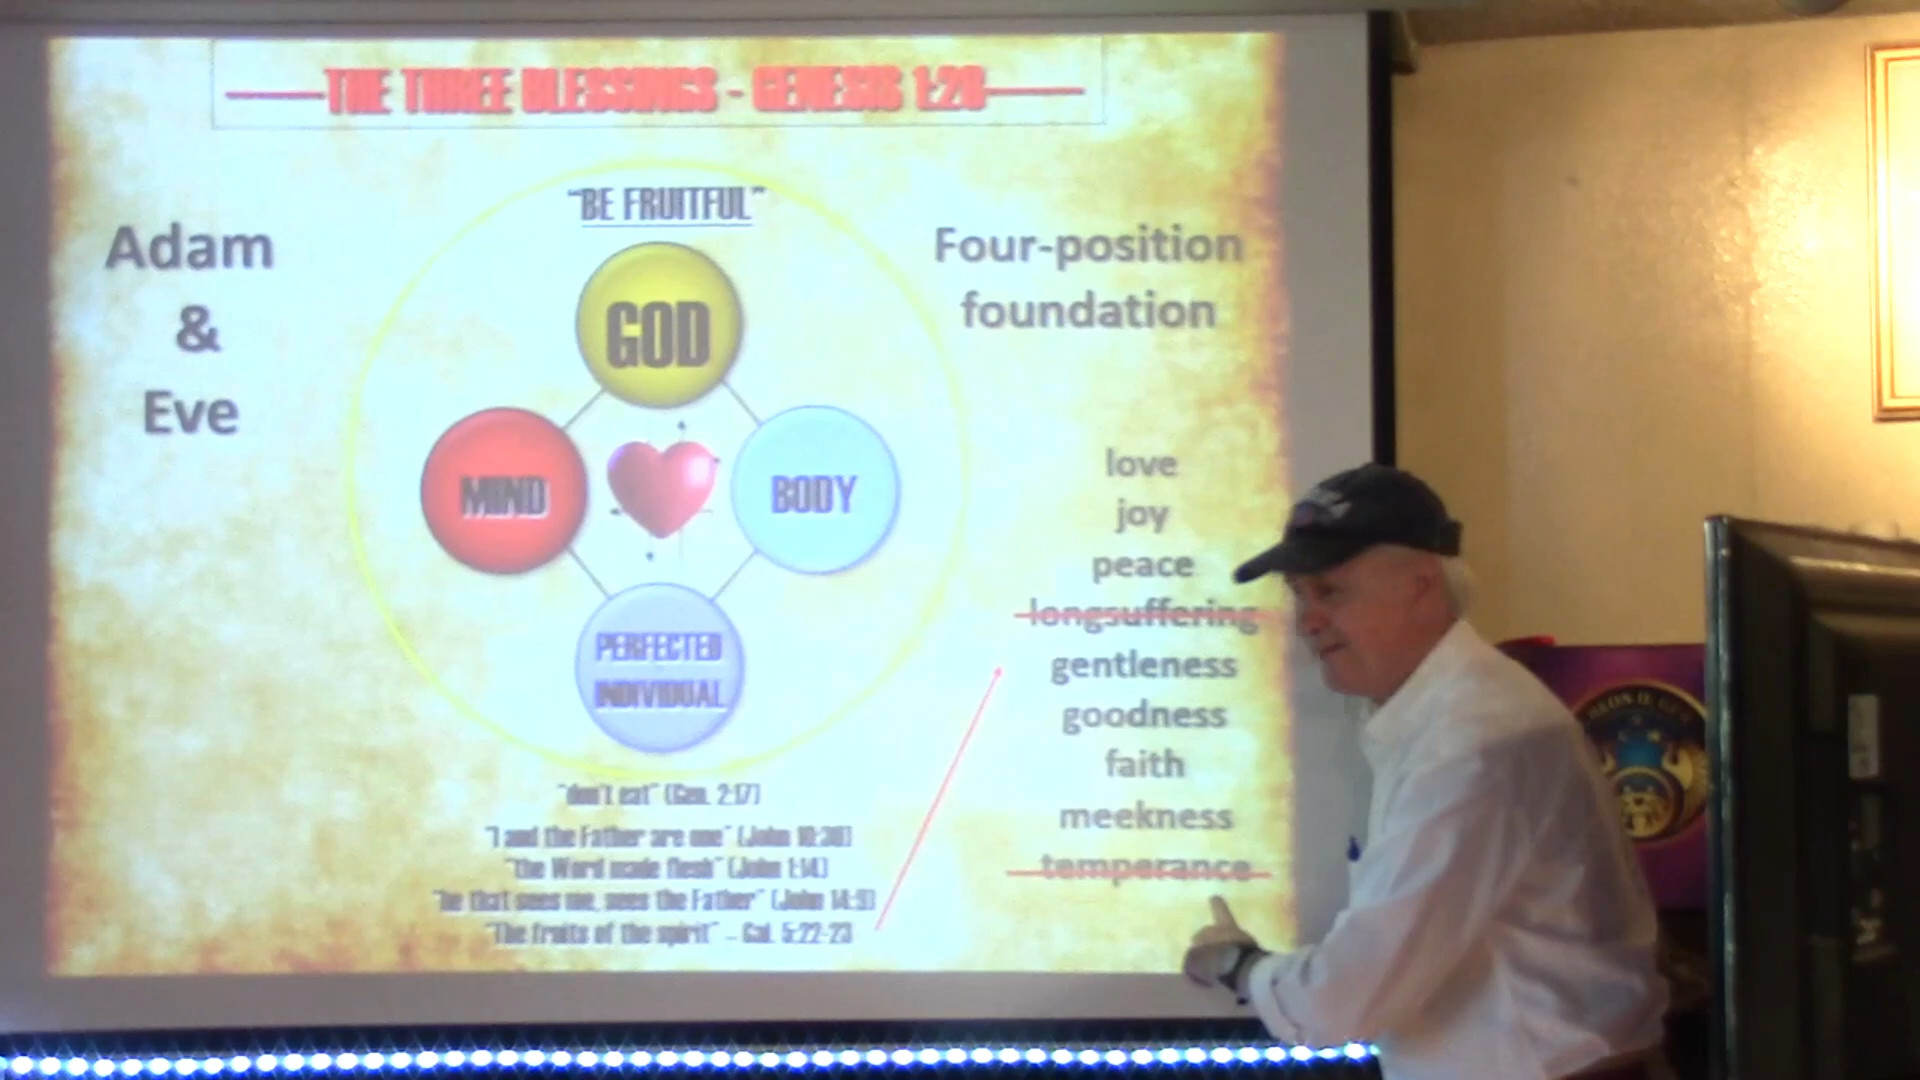 THE THREE BLESSINGS - GENESIS 1:28
"BE FRUITFUL"
Adam
&
Eve
GOD
MIND
BODY
PERFECTED
INDIVIDUAL
Four-position
foundation
love
joy
peace
longsuffering
gentleness
goodness
faith
meekness
temperance
"don't eat" (Gen. 2:17)
"I and the Father are one" (John 10:30)
"the Word made flesh" (John 1:14)
"he that sees me, sees the Father" (John 14:9)
"The fruits of the spirit" – Gal. 5:22-23